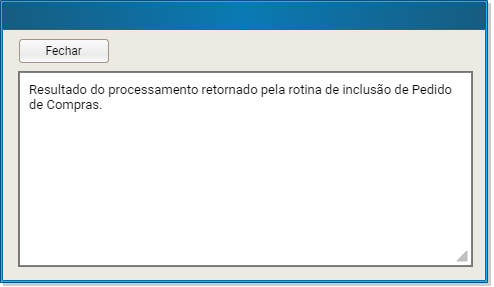 Fechar
Resultado do processamento retornado pela rotina de inclusão de Pedido
de Compras.